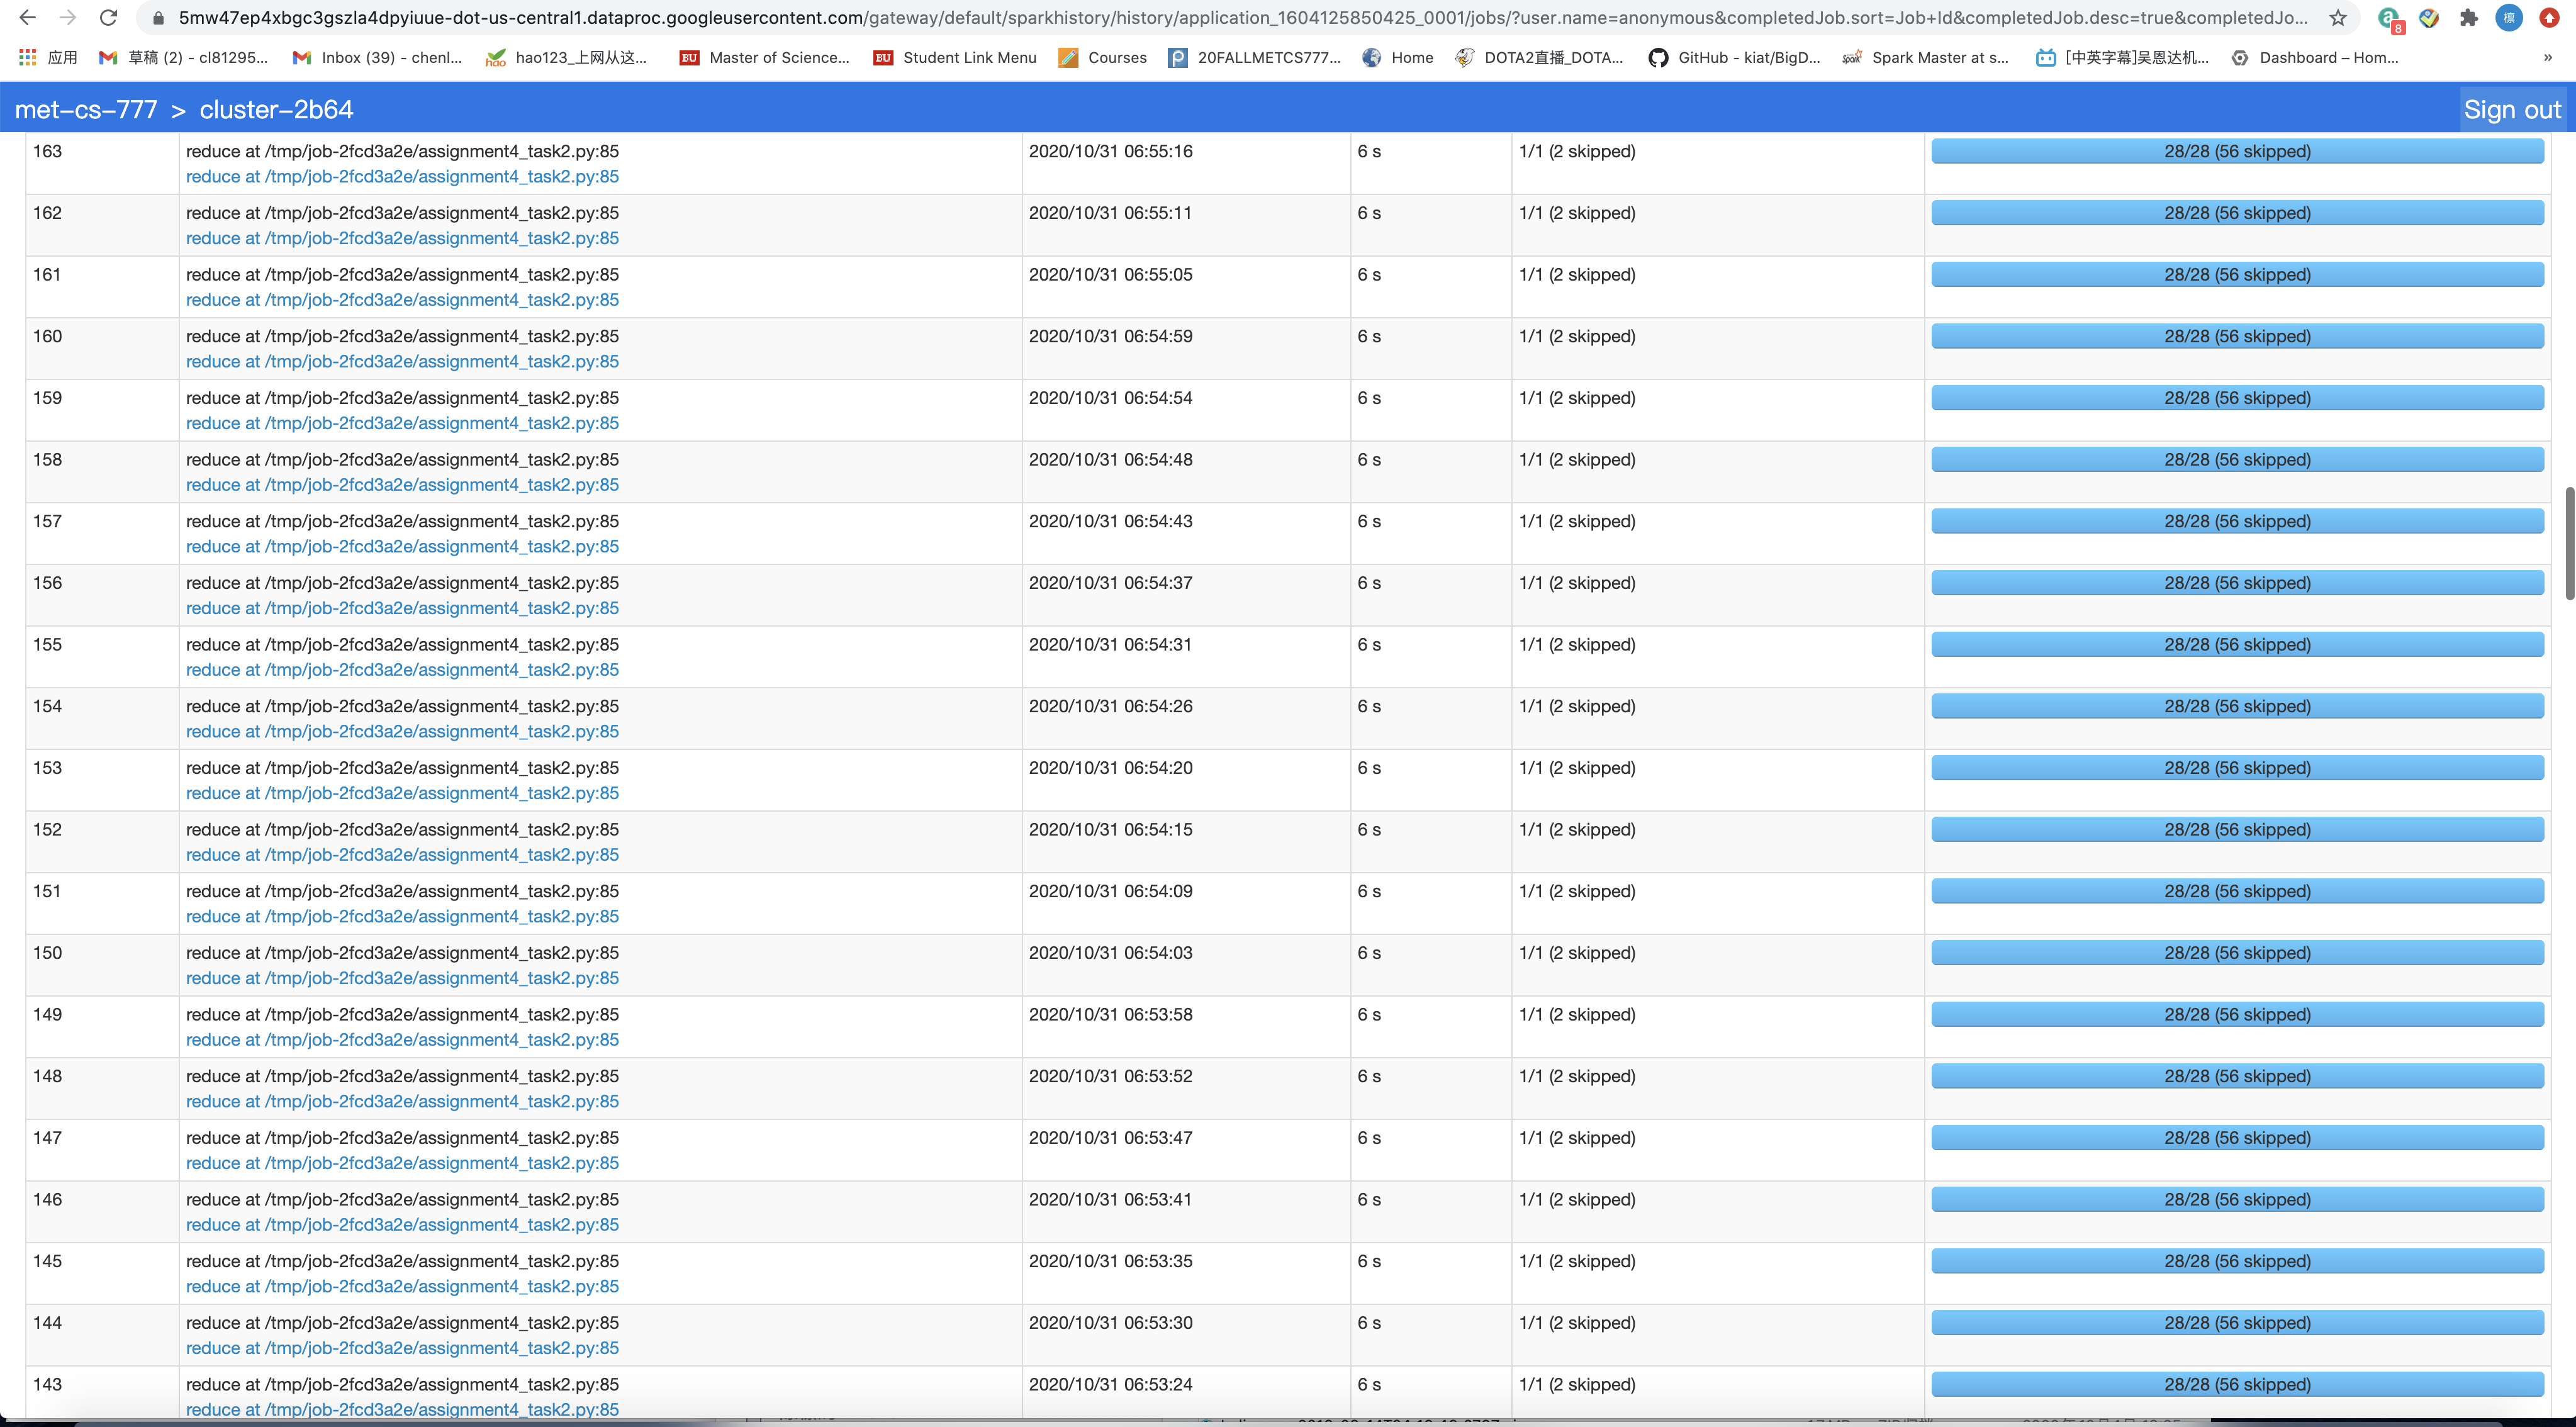 5mw47ep4xbgc3gszla4dpyiuue-dot-us-central1.dataproc.googleusercontent.com/gateway/default/sparkhistory/history/application_1604125850425_0001/jobs/?user.name=anonymous&completedJob.sort=Job+Id&completedJob.desc=true&completedJo... 8 檩
应用 草稿 (2) - cl81295... Inbox (39) - chenl... hao123_上网从这... BU Master of Science... BU Student Link Menu Courses 20FALLMETCS777... Home DOTA2直播_DOTA... GitHub - kiat/BigD... Spark Master at s... [中英字幕]吴恩达机... Dashboard – Hom... »
met-cs-777 > cluster-2b64 Sign out
163 reduce at /tmp/job-2fcd3a2e/assignment4_task2.py:85 2020/10/31 06:55:16 6 s 1/1 (2 skipped) 28/28 (56 skipped)
reduce at /tmp/job-2fcd3a2e/assignment4_task2.py:85
162 reduce at /tmp/job-2fcd3a2e/assignment4_task2.py:85 2020/10/31 06:55:11 6 s 1/1 (2 skipped) 28/28 (56 skipped)
reduce at /tmp/job-2fcd3a2e/assignment4_task2.py:85
161 reduce at /tmp/job-2fcd3a2e/assignment4_task2.py:85 2020/10/31 06:55:05 6 s 1/1 (2 skipped) 28/28 (56 skipped)
reduce at /tmp/job-2fcd3a2e/assignment4_task2.py:85
160 reduce at /tmp/job-2fcd3a2e/assignment4_task2.py:85 2020/10/31 06:54:59 6 s 1/1 (2 skipped) 28/28 (56 skipped)
reduce at /tmp/job-2fcd3a2e/assignment4_task2.py:85
159 reduce at /tmp/job-2fcd3a2e/assignment4_task2.py:85 2020/10/31 06:54:54 6 s 1/1 (2 skipped) 28/28 (56 skipped)
reduce at /tmp/job-2fcd3a2e/assignment4_task2.py:85
158 reduce at /tmp/job-2fcd3a2e/assignment4_task2.py:85 2020/10/31 06:54:48 6 s 1/1 (2 skipped) 28/28 (56 skipped)
reduce at /tmp/job-2fcd3a2e/assignment4_task2.py:85
157 reduce at /tmp/job-2fcd3a2e/assignment4_task2.py:85 2020/10/31 06:54:43 6 s 1/1 (2 skipped) 28/28 (56 skipped)
reduce at /tmp/job-2fcd3a2e/assignment4_task2.py:85
156 reduce at /tmp/job-2fcd3a2e/assignment4_task2.py:85 2020/10/31 06:54:37 6 s 1/1 (2 skipped) 28/28 (56 skipped)
reduce at /tmp/job-2fcd3a2e/assignment4_task2.py:85
155 reduce at /tmp/job-2fcd3a2e/assignment4_task2.py:85 2020/10/31 06:54:31 6 s 1/1 (2 skipped) 28/28 (56 skipped)
reduce at /tmp/job-2fcd3a2e/assignment4_task2.py:85
154 reduce at /tmp/job-2fcd3a2e/assignment4_task2.py:85 2020/10/31 06:54:26 6 s 1/1 (2 skipped) 28/28 (56 skipped)
reduce at /tmp/job-2fcd3a2e/assignment4_task2.py:85
153 reduce at /tmp/job-2fcd3a2e/assignment4_task2.py:85 2020/10/31 06:54:20 6 s 1/1 (2 skipped) 28/28 (56 skipped)
reduce at /tmp/job-2fcd3a2e/assignment4_task2.py:85
152 reduce at /tmp/job-2fcd3a2e/assignment4_task2.py:85 2020/10/31 06:54:15 6 s 1/1 (2 skipped) 28/28 (56 skipped)
reduce at /tmp/job-2fcd3a2e/assignment4_task2.py:85
151 reduce at /tmp/job-2fcd3a2e/assignment4_task2.py:85 2020/10/31 06:54:09 6 s 1/1 (2 skipped) 28/28 (56 skipped)
reduce at /tmp/job-2fcd3a2e/assignment4_task2.py:85
150 reduce at /tmp/job-2fcd3a2e/assignment4_task2.py:85 2020/10/31 06:54:03 6 s 1/1 (2 skipped) 28/28 (56 skipped)
reduce at /tmp/job-2fcd3a2e/assignment4_task2.py:85
149 reduce at /tmp/job-2fcd3a2e/assignment4_task2.py:85 2020/10/31 06:53:58 6 s 1/1 (2 skipped) 28/28 (56 skipped)
reduce at /tmp/job-2fcd3a2e/assignment4_task2.py:85
148 reduce at /tmp/job-2fcd3a2e/assignment4_task2.py:85 2020/10/31 06:53:52 6 s 1/1 (2 skipped) 28/28 (56 skipped)
reduce at /tmp/job-2fcd3a2e/assignment4_task2.py:85
147 reduce at /tmp/job-2fcd3a2e/assignment4_task2.py:85 2020/10/31 06:53:47 6 s 1/1 (2 skipped) 28/28 (56 skipped)
reduce at /tmp/job-2fcd3a2e/assignment4_task2.py:85
146 reduce at /tmp/job-2fcd3a2e/assignment4_task2.py:85 2020/10/31 06:53:41 6 s 1/1 (2 skipped) 28/28 (56 skipped)
reduce at /tmp/job-2fcd3a2e/assignment4_task2.py:85
145 reduce at /tmp/job-2fcd3a2e/assignment4_task2.py:85 2020/10/31 06:53:35 6 s 1/1 (2 skipped) 28/28 (56 skipped)
reduce at /tmp/job-2fcd3a2e/assignment4_task2.py:85
144 reduce at /tmp/job-2fcd3a2e/assignment4_task2.py:85 2020/10/31 06:53:30 6 s 1/1 (2 skipped) 28/28 (56 skipped)
reduce at /tmp/job-2fcd3a2e/assignment4_task2.py:85
143 reduce at /tmp/job-2fcd3a2e/assignment4_task2.py:85 2020/10/31 06:53:24 6 s 1/1 (2 skipped) 28/28 (56 skipped)
reduce at /tmp/job-2fcd3a2e/assignment4_task2.py:85